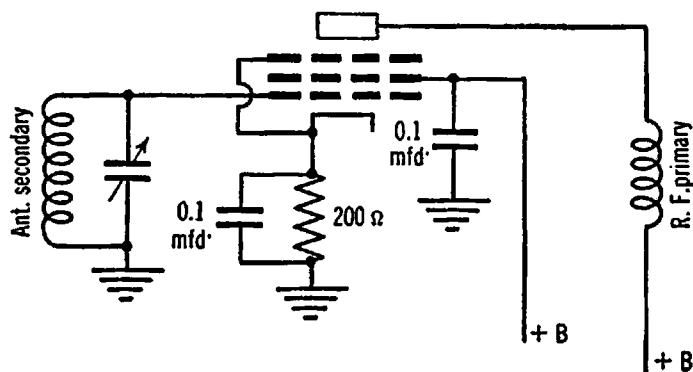 Ant. secondary
0.1
mfd.
200 Ω
0.1
mfd.
R. F. primary
+ B
+ B